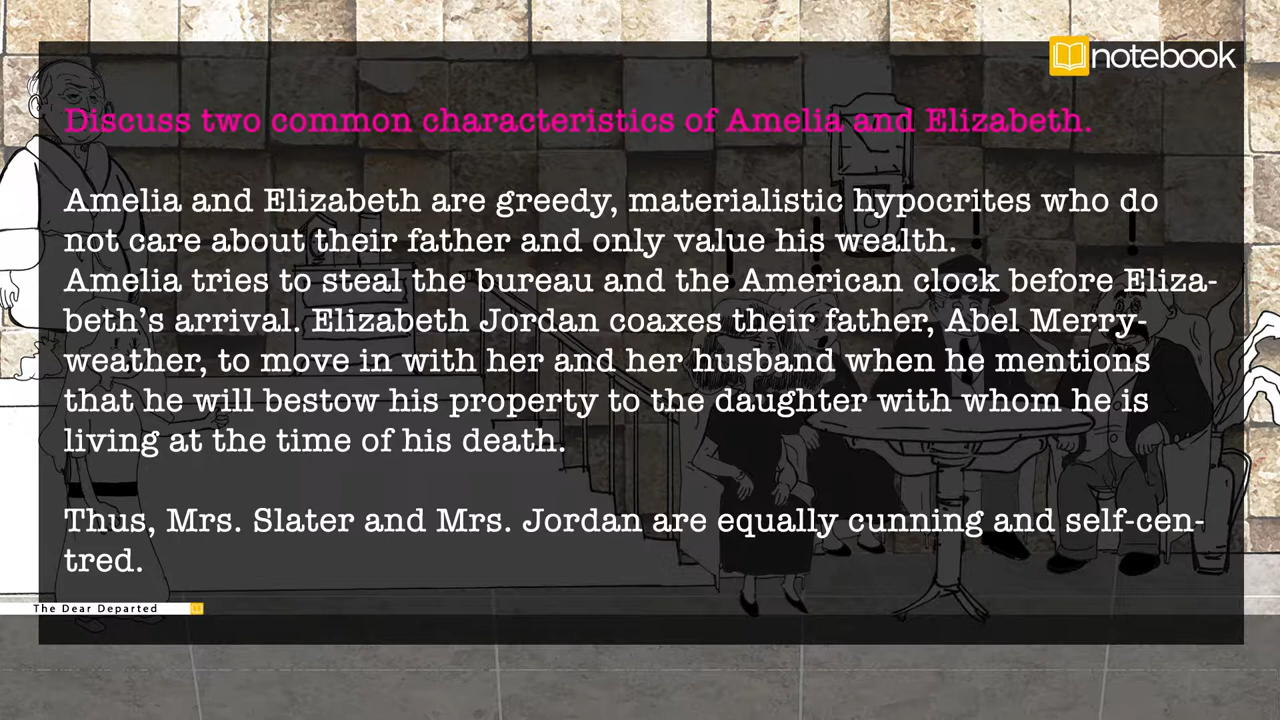 notebook
Discuss two common characteristics of Amelia and Elizabeth.
Amelia and Elizabeth are greedy, materialistic hypocrites who do
not care about their father and only value his wealth.
Amelia tries to steal the bureau and the American clock before Eliza-
beth's arrival. Elizabeth Jordan coaxes their father, Abel Merry-
weather, to move in with her and her husband when he mentions
that he will bestow his property to the daughter with whom he is
living at the time of his death.
Thus, Mrs. Slater and Mrs. Jordan are equally cunning and self-cen-
tred.
The Dear Departed